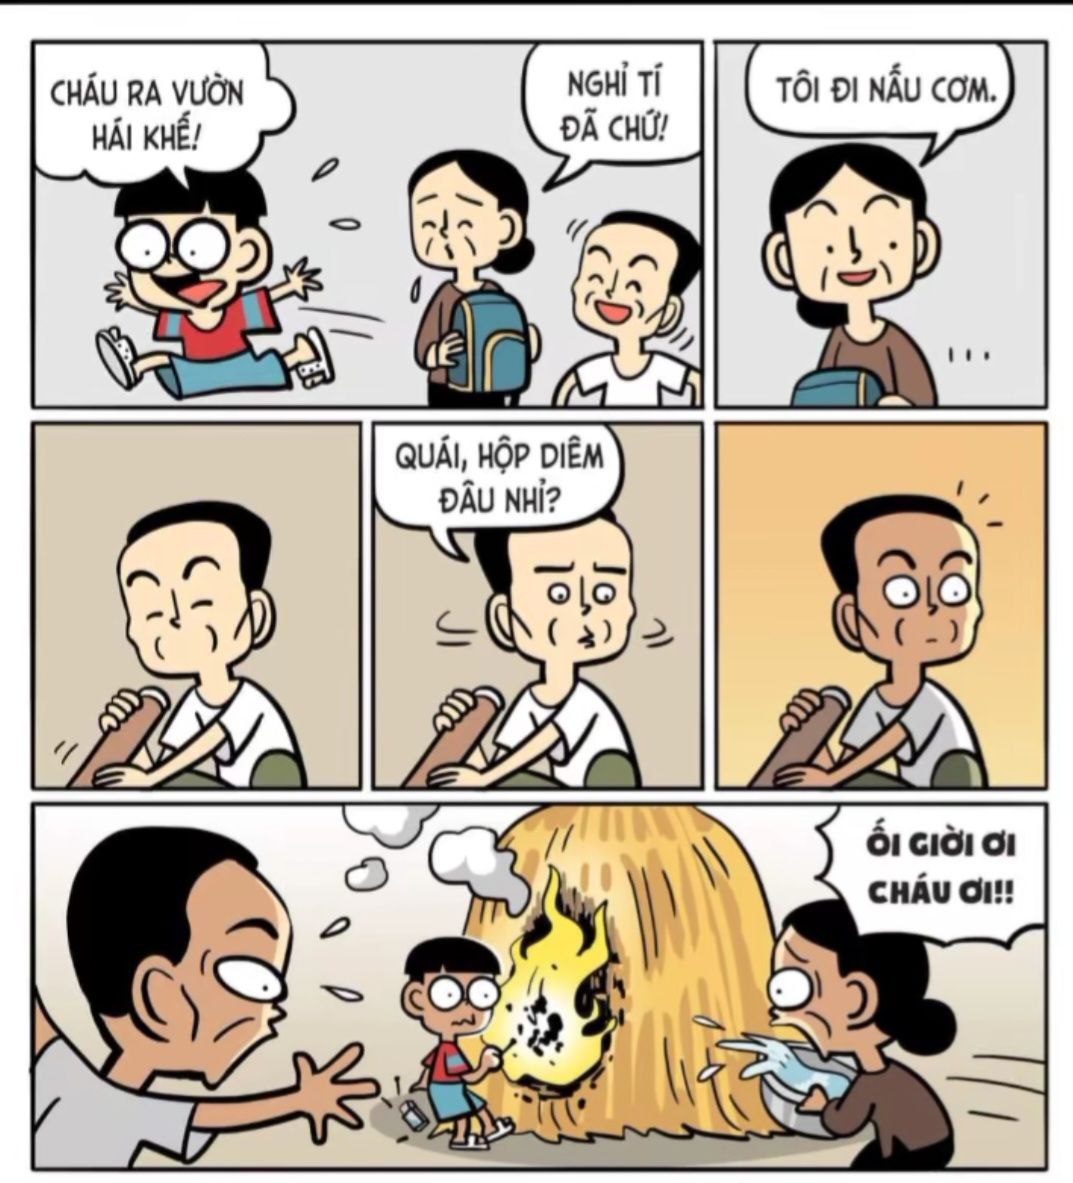 CHÁU RA VƯỜN
HÁI KHẾ!
NGHỈ TÍ
ĐÃ CHỨ!
TÔI ĐI NẤU CƠM.
QUÁI, HỘP DIÊM
ĐÂU NHỈ?
ỐI GIỜI ƠI
CHÁU ƠI!!